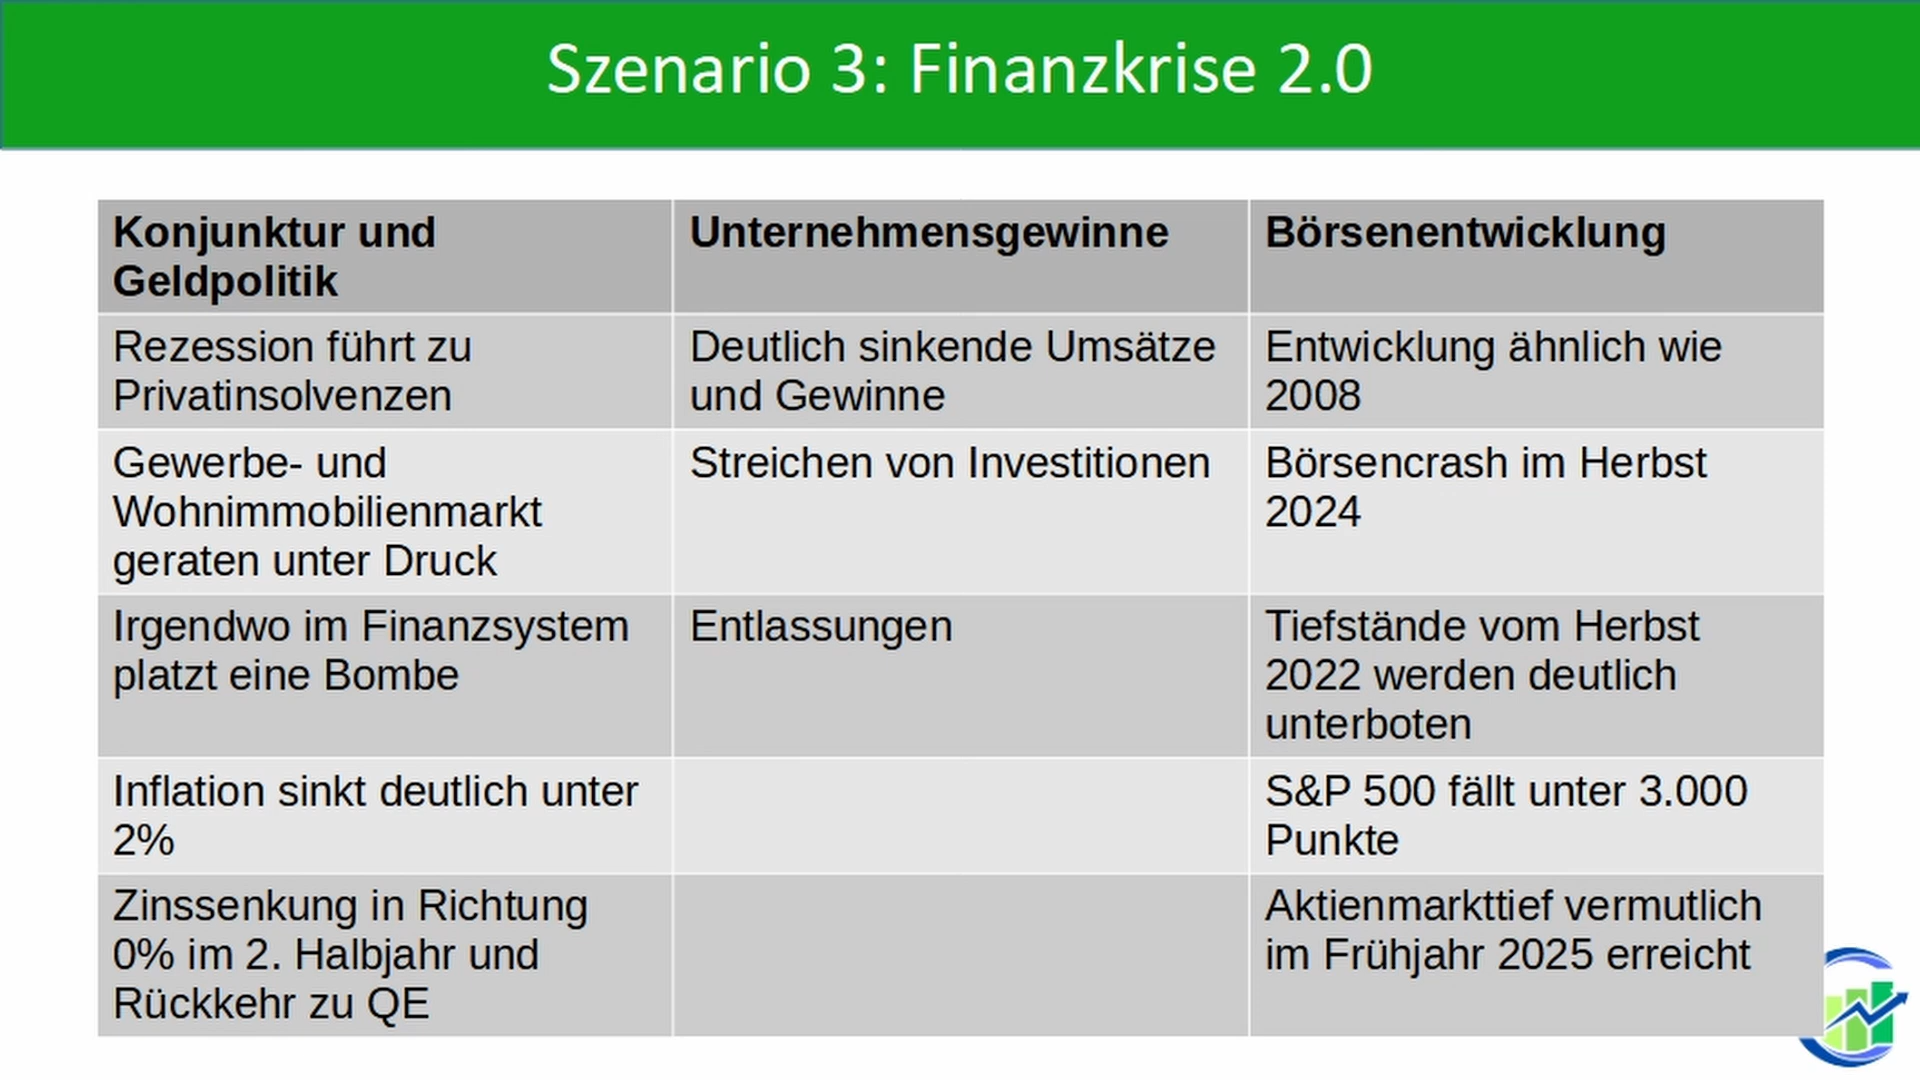 Szenario 3: Finanzkrise 2.0
Konjunktur und
Geldpolitik
Unternehmensgewinne
Börsenentwicklung
Rezession führt zu
Privatinsolvenzen
Deutlich sinkende Umsätze
und Gewinne
Entwicklung ähnlich wie
2008
Gewerbe- und
Wohnimmobilienmarkt
geraten unter Druck
Streichen von Investitionen
Börsencrash im Herbst
2024
Irgendwo im Finanzsystem
platzt eine Bombe
Entlassungen
Tiefstände vom Herbst
2022 werden deutlich
unterboten
Inflation sinkt deutlich unter
2%
S&P 500 fällt unter 3.000
Punkte
Zinssenkung in Richtung
0% im 2. Halbjahr und
Rückkehr zu QE
Aktienmarkttief vermutlich
im Frühjahr 2025 erreicht